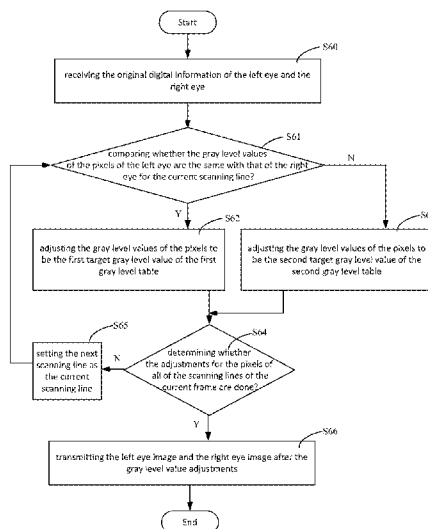 Start
S60
receiving the original digital information of the left eye and the
right eye
S61
comparing whether the gray level values
of the pixels of the left eye are the same with that of the right
eye for the current scanning line?
N
Y
S62
adjusting the gray level values of the pixels to
be the first target gray level value of the first
gray level table
adjusting the gray level values of the pixels to
be the second target gray level value of the
second gray level table
S65
setting the next
scanning line as
the current
scanning line
N
S64
determining whether
the adjustments for the pixels of
all of the scanning lines of the
current frame are done?
Y
S66
transmitting the left eye image and the right eye image after the
gray level value adjustments
End